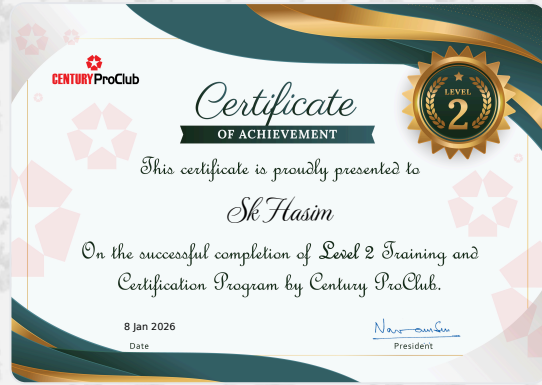 CENTURY ProClub
LEVEL
2
Certificate
OF ACHIEVEMENT
This certificate is proudly presented to
Sk Hasim
On the successful completion of Level 2 Training and
Certification Program by Century ProClub.
8 Jan 2026
Date
President